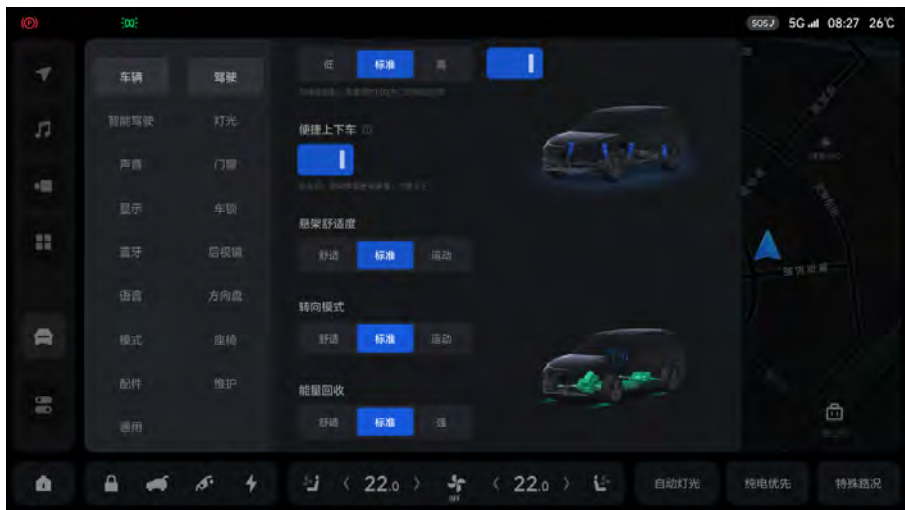 SOS 5G 08:27 26℃
车辆 驾驶
低 标准 高
智能驾驶 灯光
便捷上下车
声音 门窗
显示 车锁
悬架舒适度
蓝牙 后视镜
舒适 标准 运动
语音 方向盘
转向模式
模式 座椅
舒适 标准 运动
配件 维护
能量回收
通用
舒适 标准 强
22.0 OFF 22.0 自动灯光 纯电优先 特殊路况